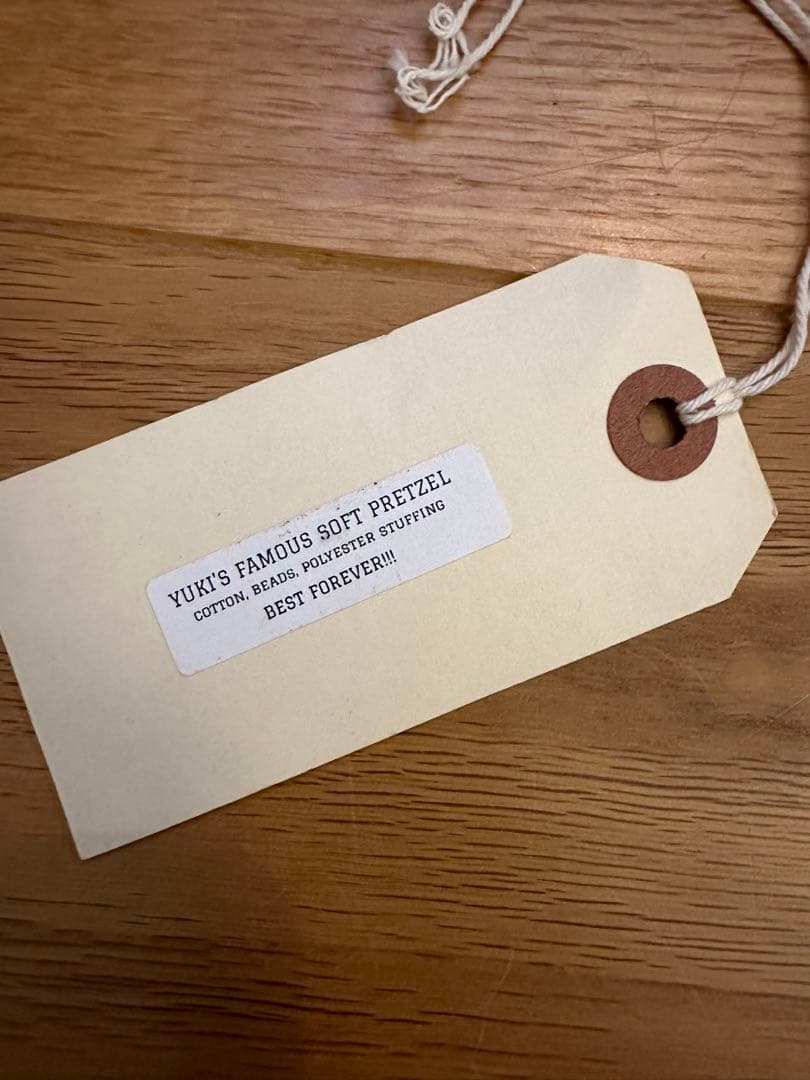 YUKI'S FAMOUS SOFT PRETZEL
COTTON, BEADS, POLYESTER STUFFING
BEST FOREVER!!!